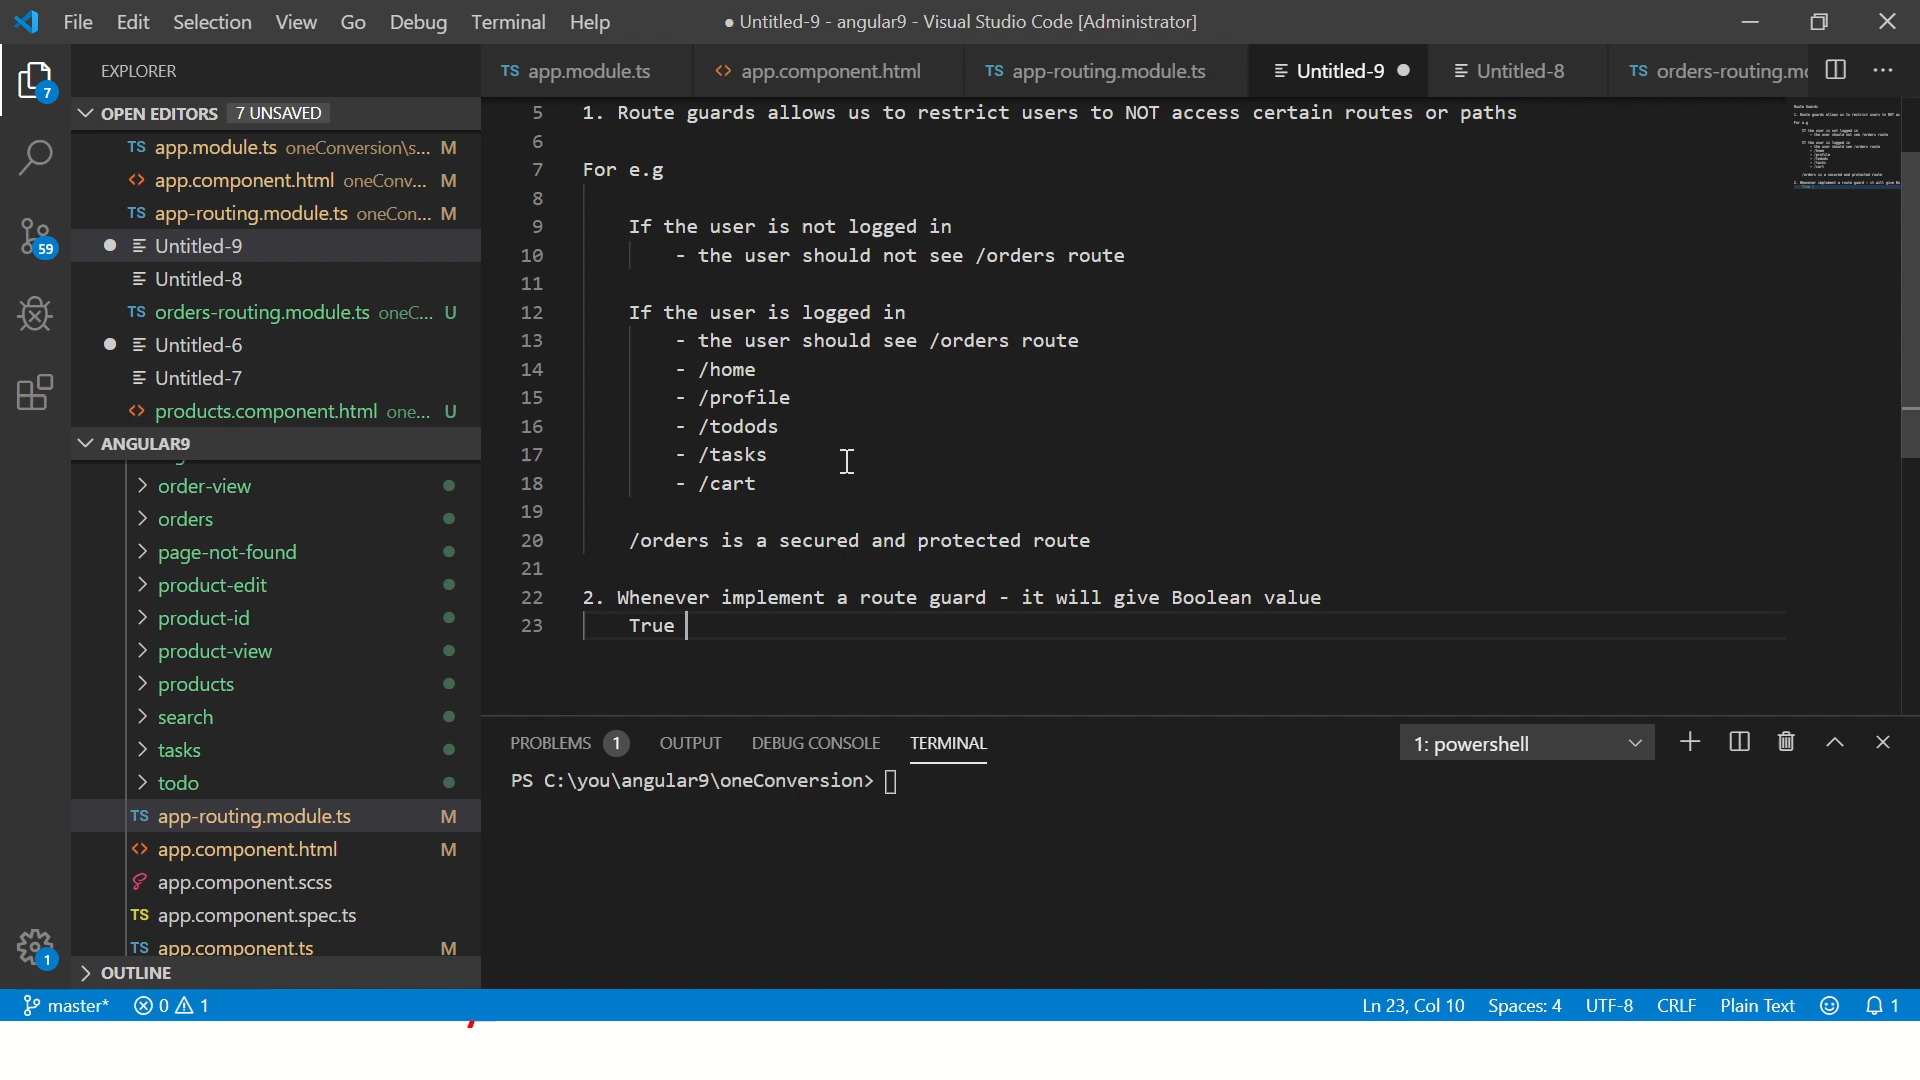 File Edit Selection View Go Debug Terminal Help
● Untitled-9 - angular9 - Visual Studio Code [Administrator]
EXPLORER
OPEN EDITORS 7 UNSAVED
TS app.module.ts oneConversion\s... M
<> app.component.html oneConv... M
TS app-routing.module.ts oneCon... M
Untitled-9
Untitled-8
TS orders-routing.module.ts oneC... U
Untitled-6
Untitled-7
<> products.component.html one... U
ANGULAR9
order-view
orders
page-not-found
product-edit
product-id
product-view
products
search
tasks
todo
TS app-routing.module.ts M
<> app.component.html M
app.component.scss
TS app.component.spec.ts
TS app.component.ts M
OUTLINE
7
59
1
TS app.module.ts
<> app.component.html
TS app-routing.module.ts
Untitled-9
Untitled-8
TS orders-routing.mo
5 1. Route guards allows us to restrict users to NOT access certain routes or paths
6
7 For e.g
8
9 If the user is not logged in
10 - the user should not see /orders route
11
12 If the user is logged in
13 - the user should see /orders route
14 - /home
15 - /profile
16 - /todods
17 - /tasks
18 - /cart
19
20 /orders is a secured and protected route
21
22 2. Whenever implement a route guard - it will give Boolean value
23 True
PROBLEMS 1 OUTPUT DEBUG CONSOLE TERMINAL
1: powershell
PS C:\you\angular9\oneConversion>
master* 0 1
Ln 23, Col 10 Spaces: 4 UTF-8 CRLF Plain Text 1